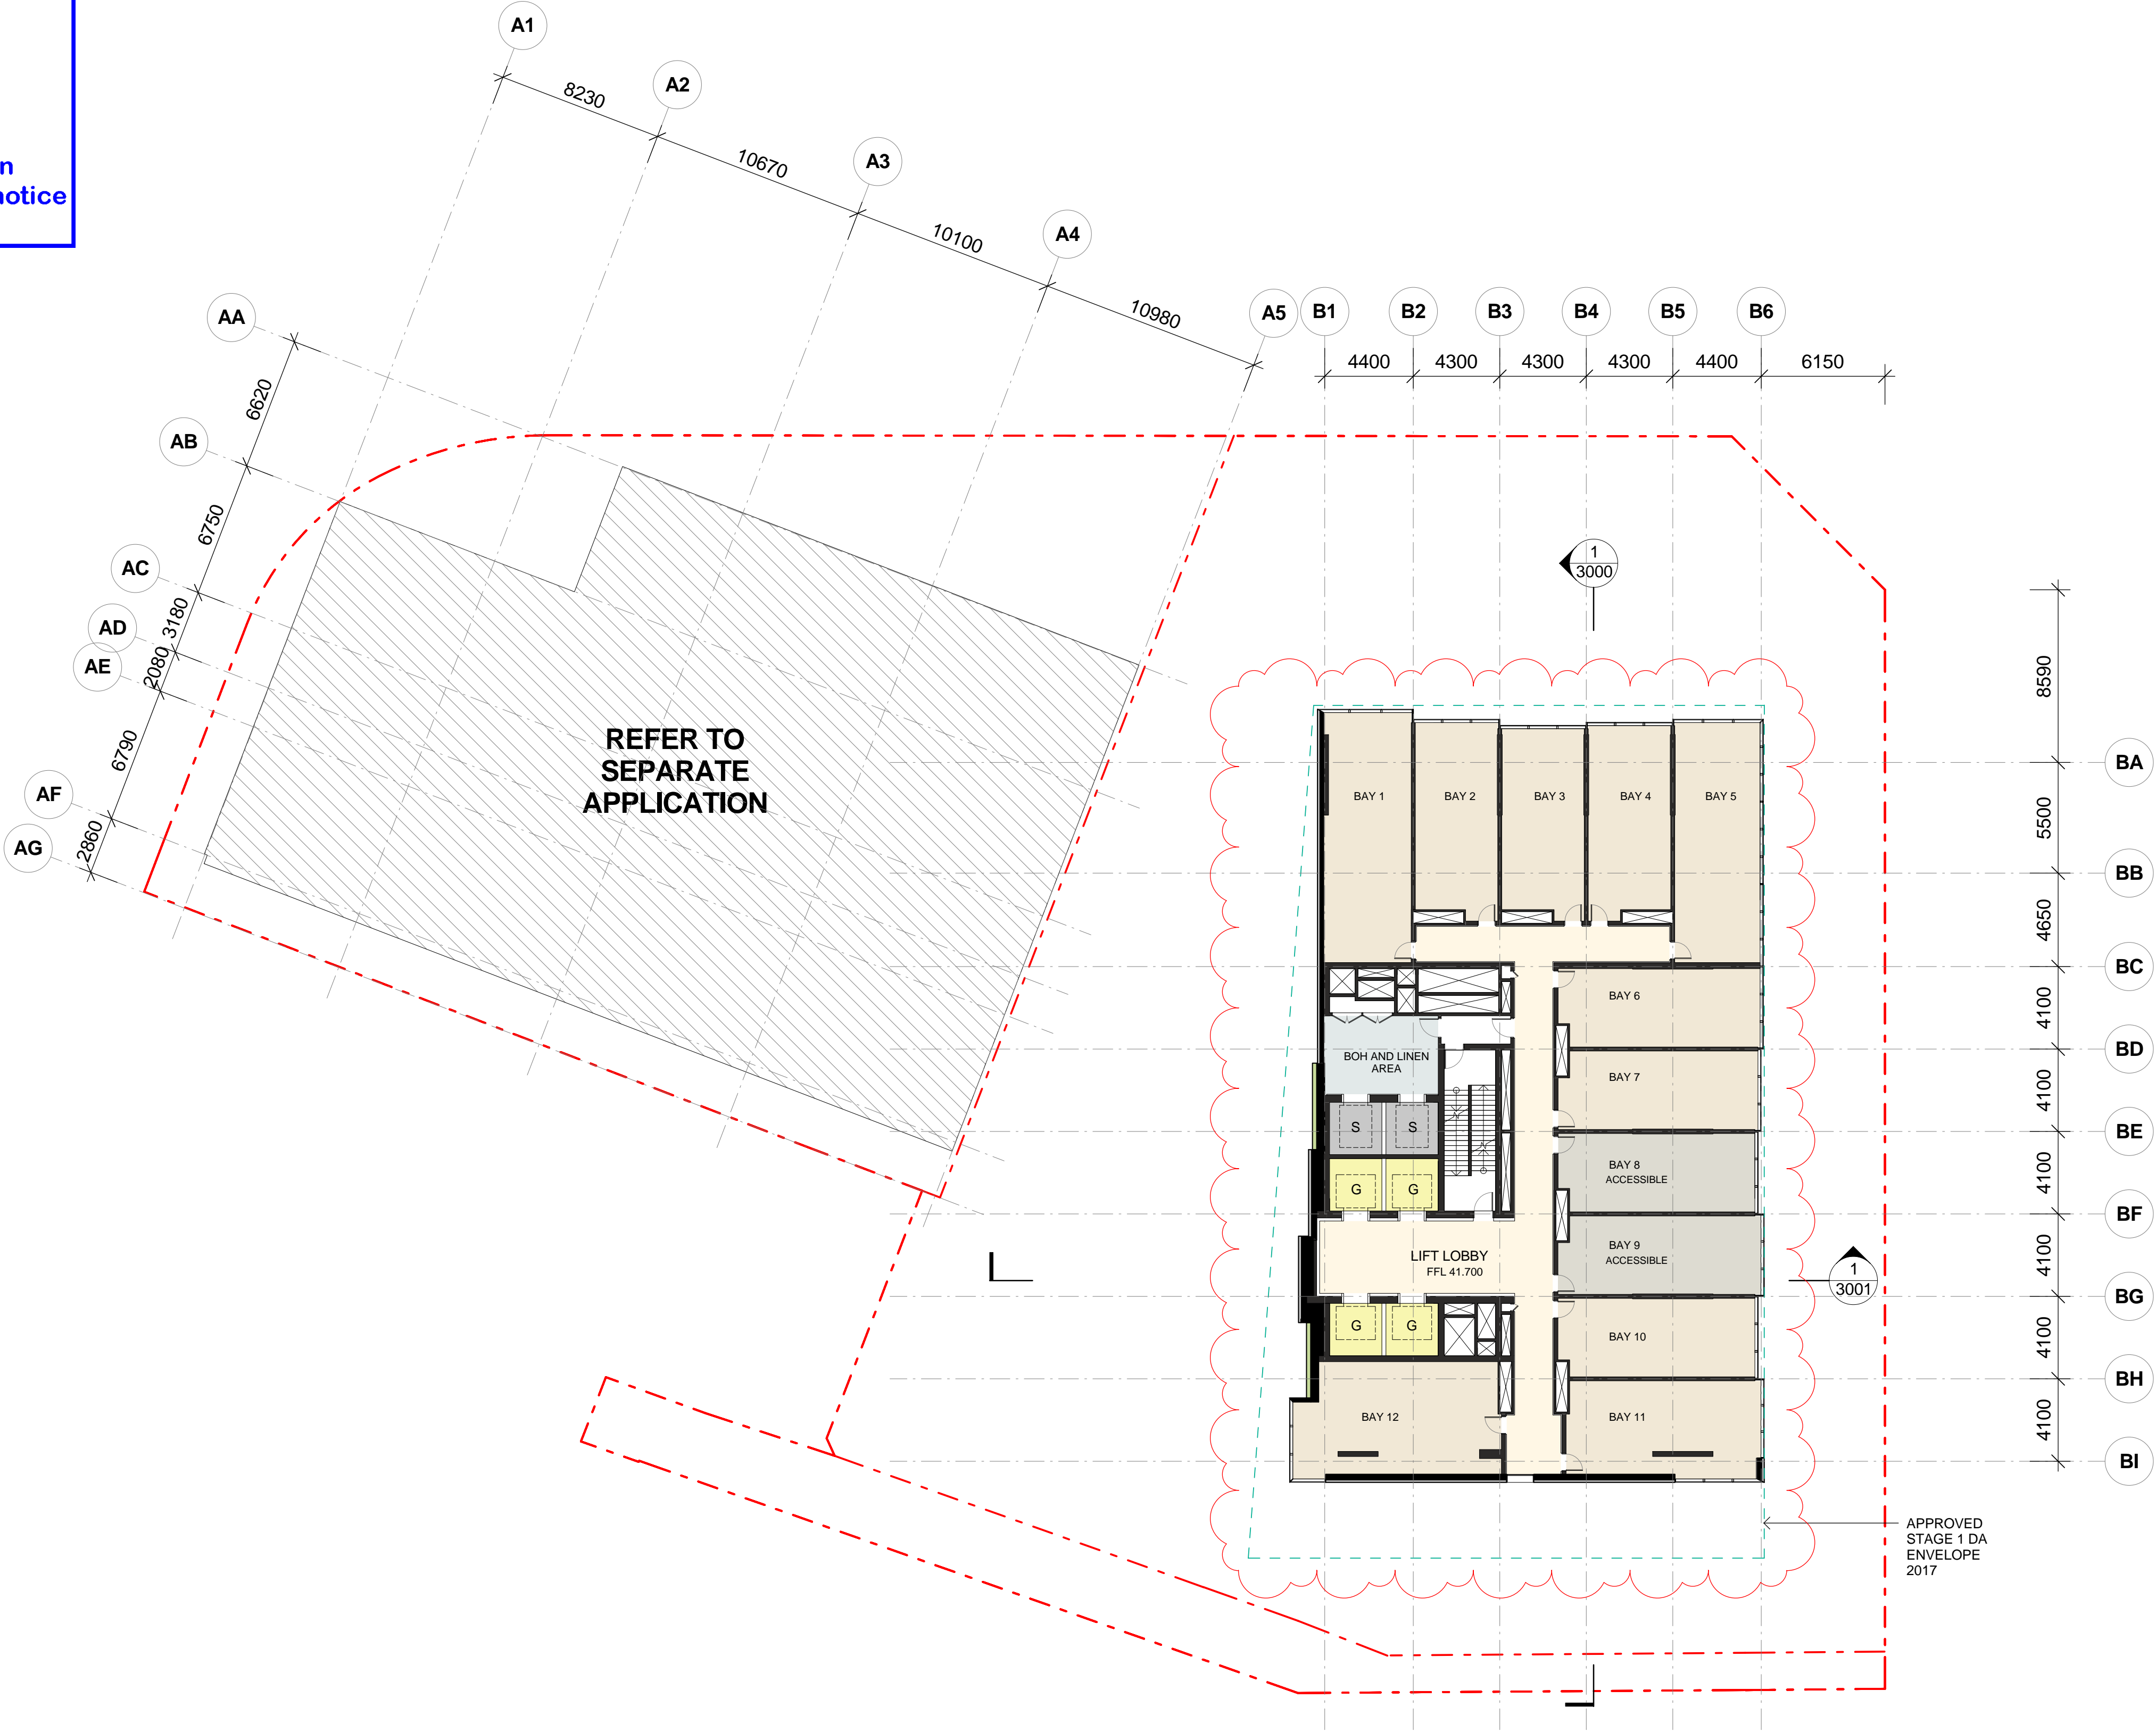 n
notice
A1
A2
A3
A4
A5
8230
10670
10100
10980
B1
B2
B3
B4
B5
B6
4400
4300
4300
4300
4400
6150
AA
AB
AC
AD
AE
AF
AG
6620
6750
3180
2080
6790
2860
1
3000
REFER TO
SEPARATE
APPLICATION
BAY 1
BAY 2
BAY 3
BAY 4
BAY 5
BAY 6
BAY 7
BAY 8
ACCESSIBLE
BAY 9
ACCESSIBLE
BAY 10
BAY 11
BAY 12
BOH AND LINEN
AREA
S
S
G
G
LIFT LOBBY
FFL 41.700
G
G
1
3001
8590
5500
4650
4100
4100
4100
4100
4100
4100
BA
BB
BC
BD
BE
BF
BG
BH
BI
APPROVED
STAGE 1 DA
ENVELOPE
2017